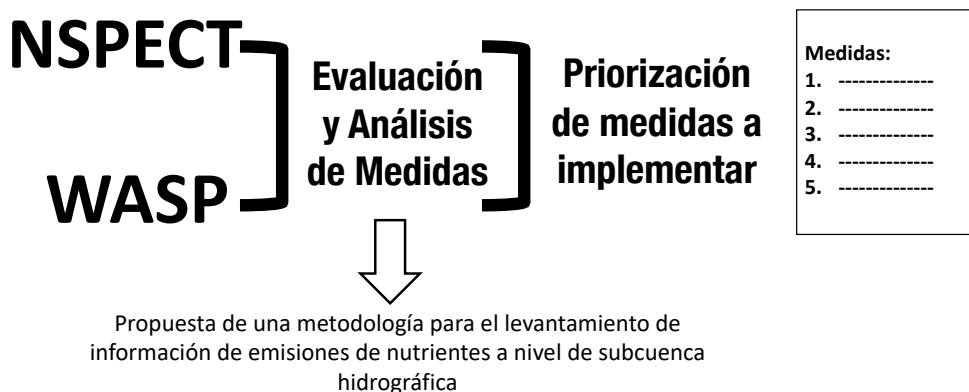 NSPECT
WASP
Evaluación
y Análisis
de Medidas
Priorización
de medidas a
implementar
Medidas:
1. --------------
2. --------------
3. --------------
4. --------------
5. --------------
Propuesta de una metodología para el levantamiento de
información de emisiones de nutrientes a nivel de subcuenca
hidrográfica